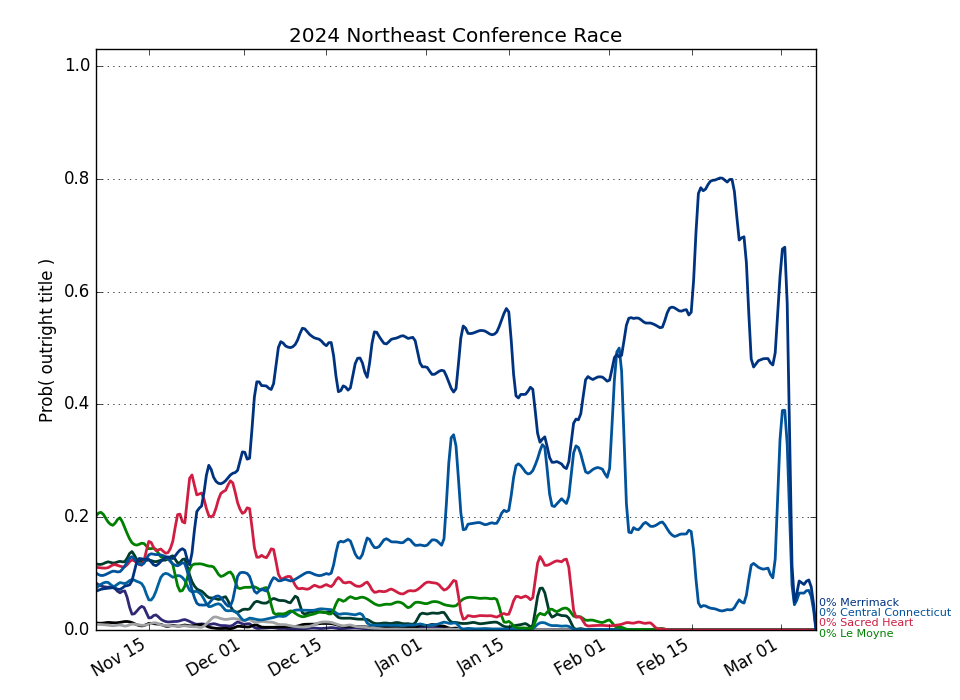 2024 Northeast Conference Race
Prob( outright title )
1.0
0.8
0.6
0.4
0.2
0.0
Nov 15
Dec 01
Dec 15
Jan 01
Jan 15
Feb 01
Feb 15
Mar 01
0% Merrimack
0% Central Connecticut
0% Sacred Heart
0% Le Moyne